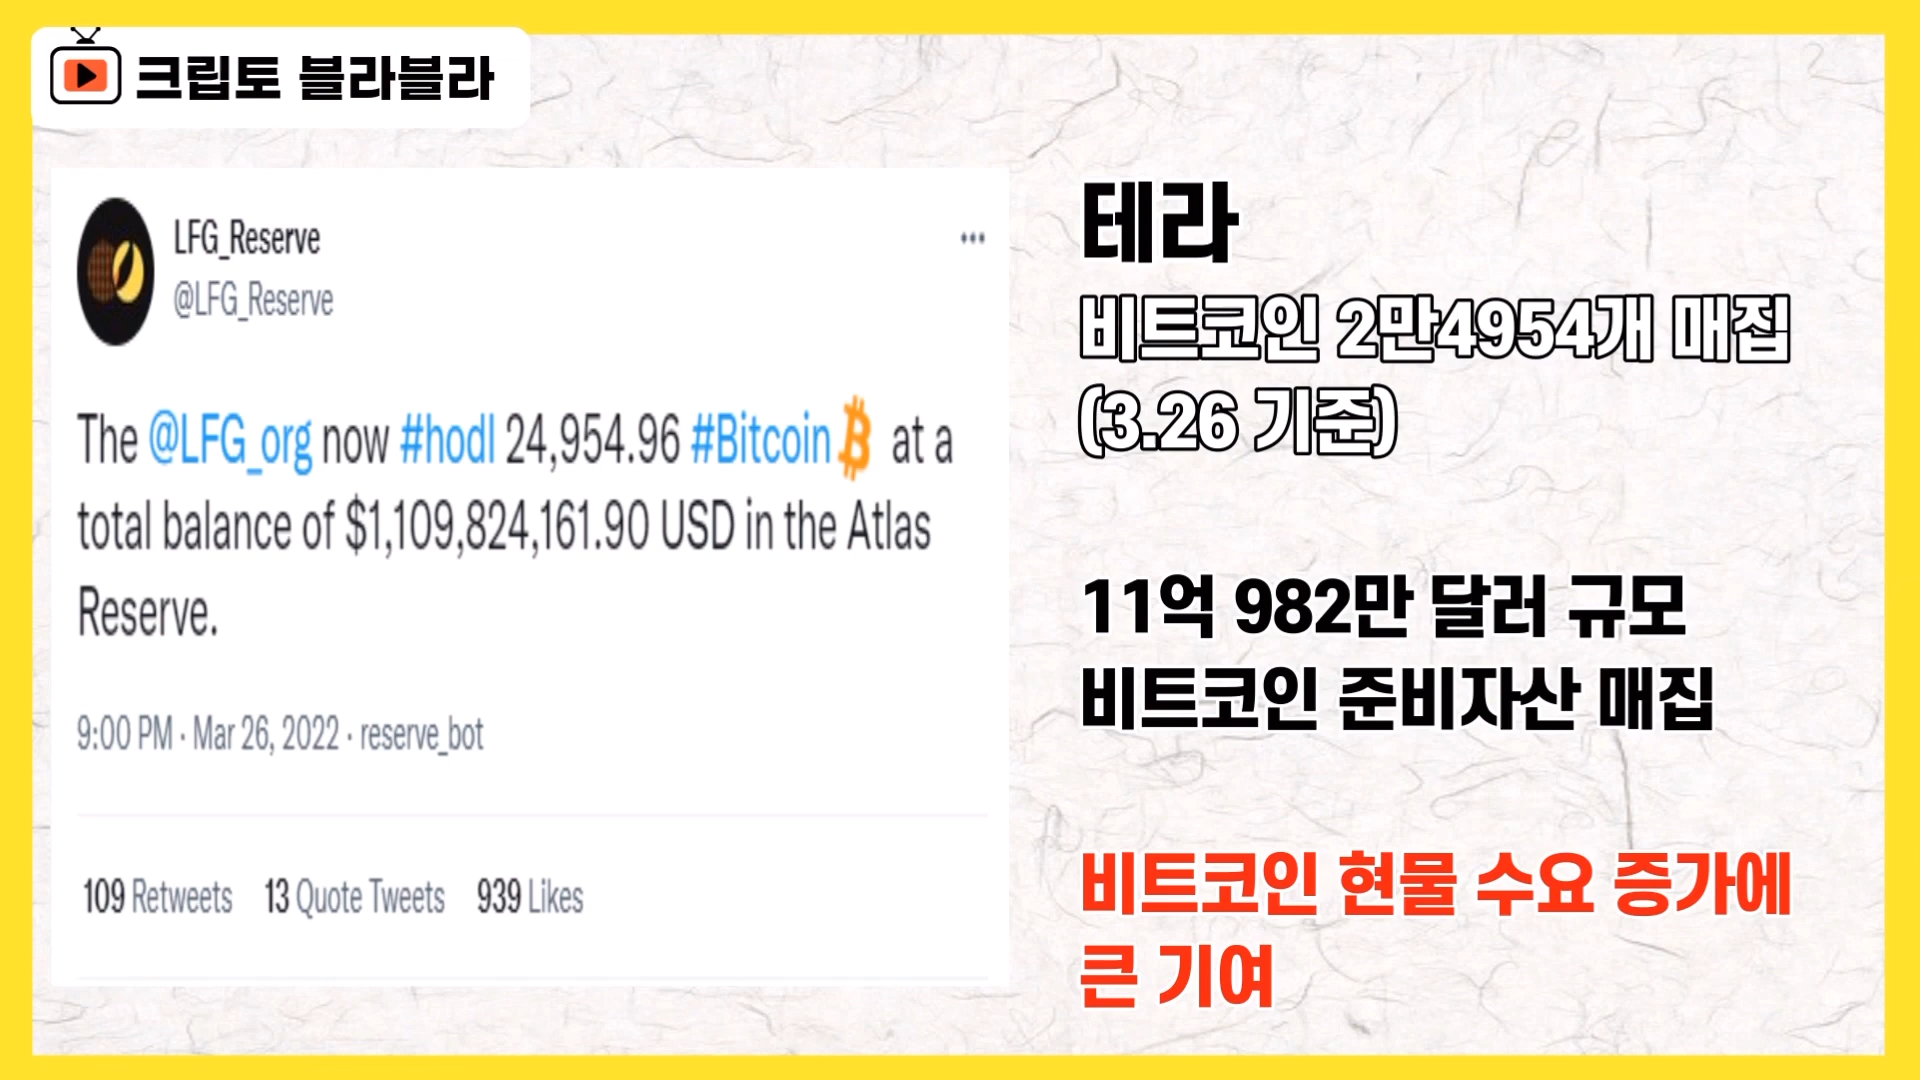 크립토 블라블라
LFG_Reserve
@LFG_Reserve
The @LFG_org now #hodl 24,954.96 #Bitcoin at a
total balance of $1,109,824,161.90 USD in the Atlas
Reserve.
9:00 PM · Mar 26, 2022 · reserve_bot
109 Retweets 13 Quote Tweets 939 Likes
테라
비트코인 2만4954개 매집
(3.26 기준)
11억 982만 달러 규모
비트코인 준비자산 매집
비트코인 현물 수요 증가에
큰 기여